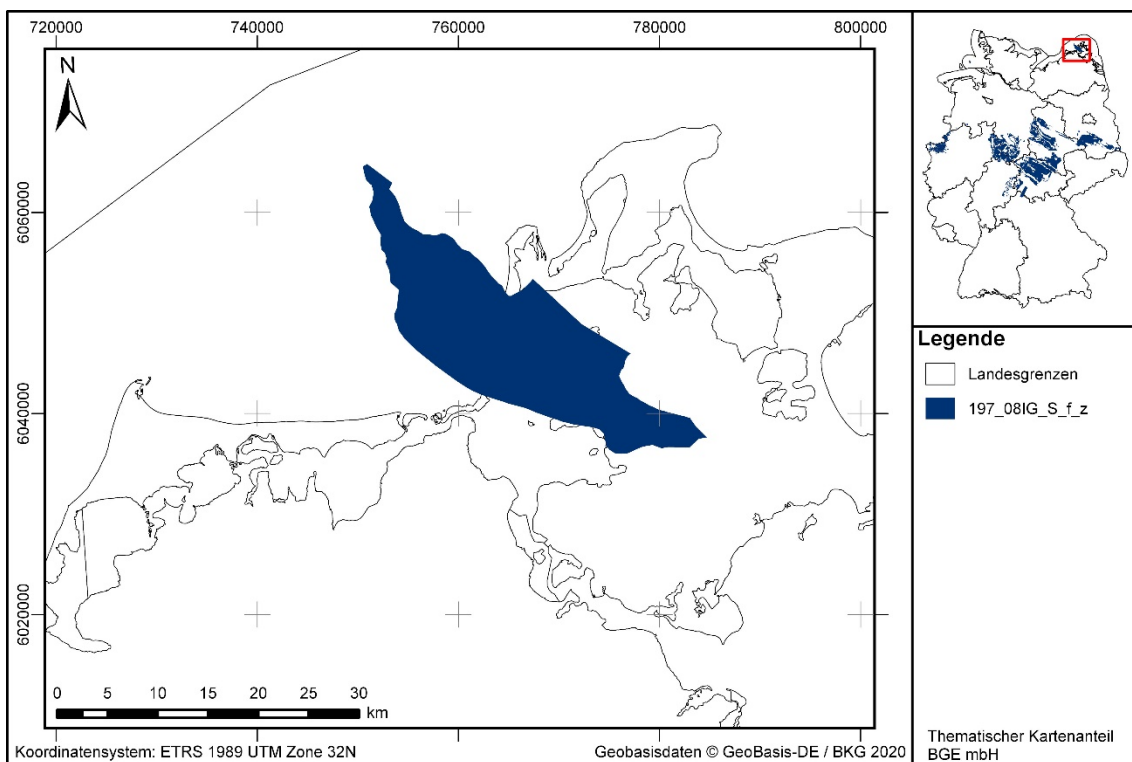 720000 740000 760000 780000 800000
N
6060000
6040000
6020000
0 5 10 15 20 25 30
km
Koordinatensystem: ETRS 1989 UTM Zone 32N
Geobasisdaten © GeoBasis-DE / BKG 2020
Legende
Landesgrenzen
197_08IG_S_f_z
Thematischer Kartenanteil
BGE mbH